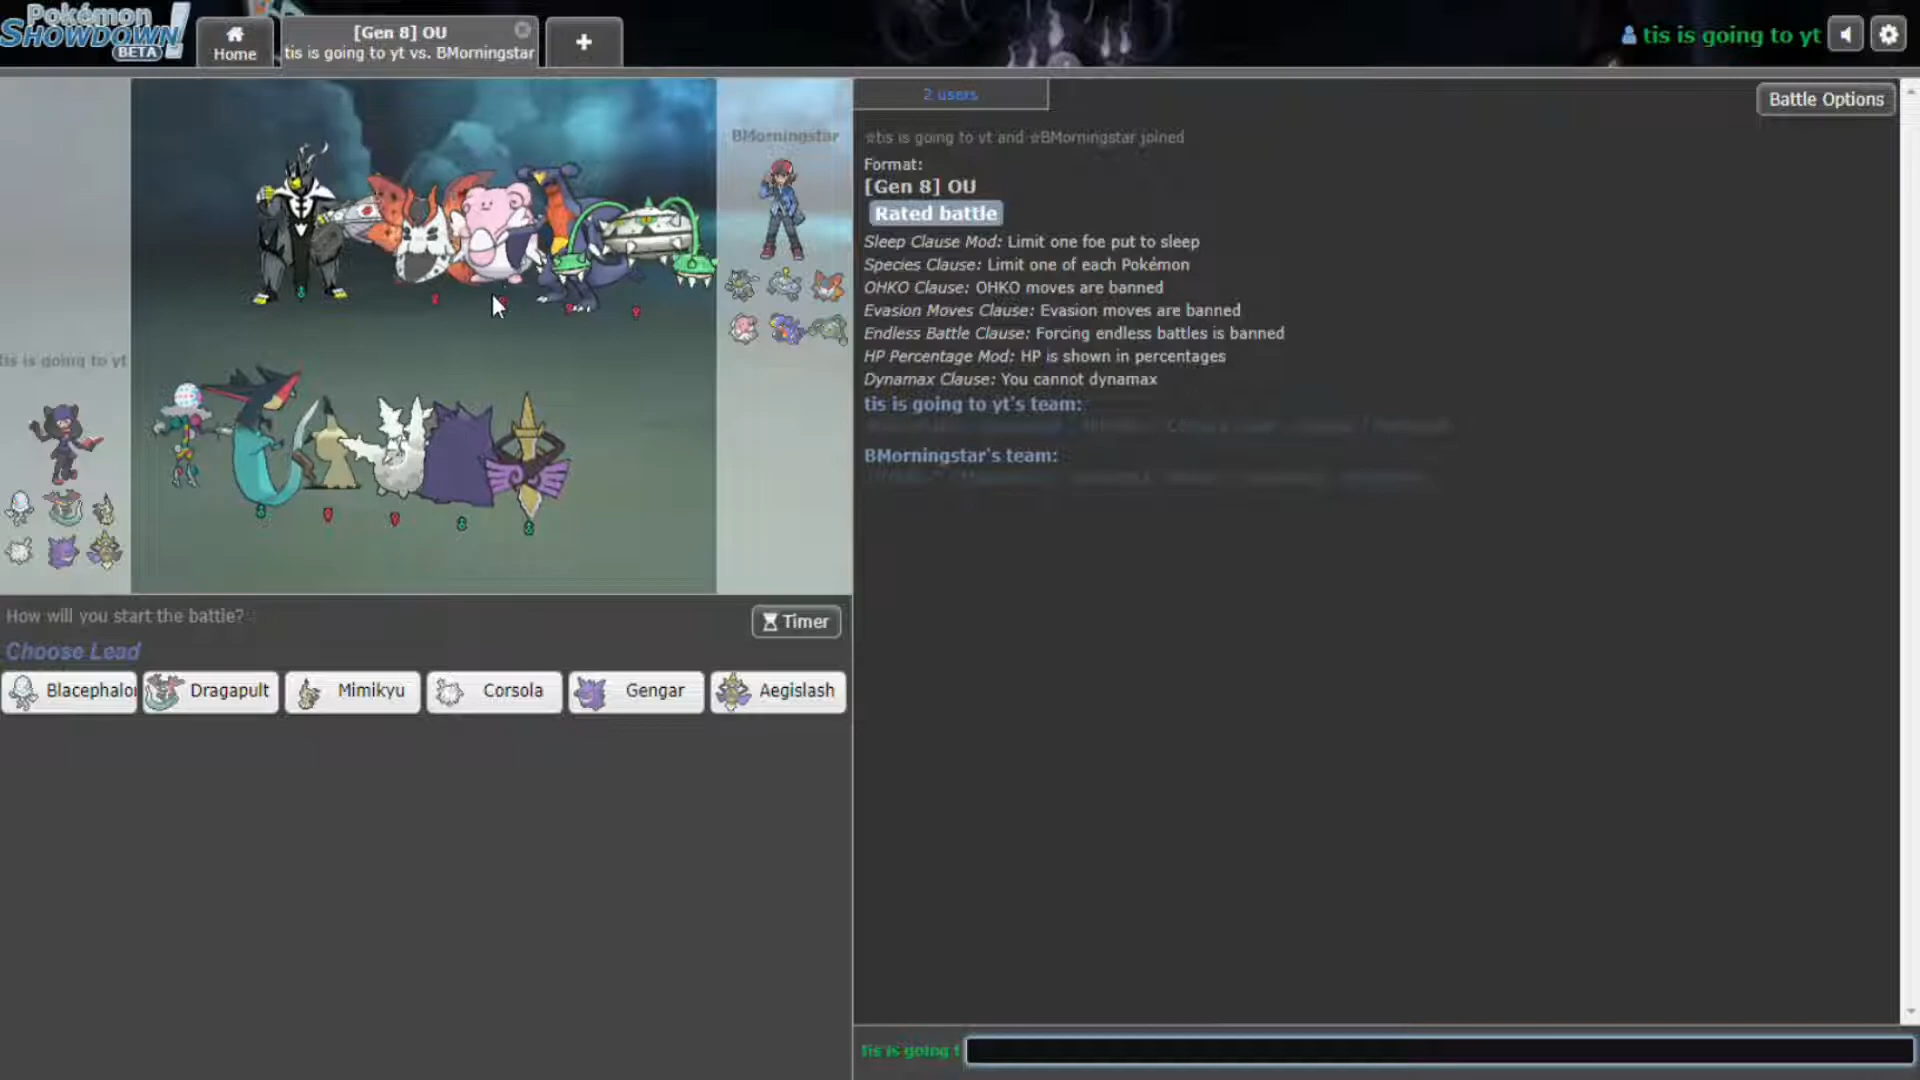 Pokémon
SHOWDOWN!
BETA
Home
[Gen 8] OU
tis is going to yt vs. BMorningstar
+
tis is going to yt
2 users
Battle Options
BMorningstar
tis is going to yt
☆tis is going to yt and ☆BMorningstar joined
Format:
[Gen 8] OU
Rated battle
Sleep Clause Mod: Limit one foe put to sleep
Species Clause: Limit one of each Pokémon
OHKO Clause: OHKO moves are banned
Evasion Moves Clause: Evasion moves are banned
Endless Battle Clause: Forcing endless battles is banned
HP Percentage Mod: HP is shown in percentages
Dynamax Clause: You cannot dynamax
tis is going to yt's team:
BMorningstar's team:
How will you start the battle?
Timer
Choose Lead
Blacephalo
Dragapult
Mimikyu
Corsola
Gengar
Aegislash
tis is going t